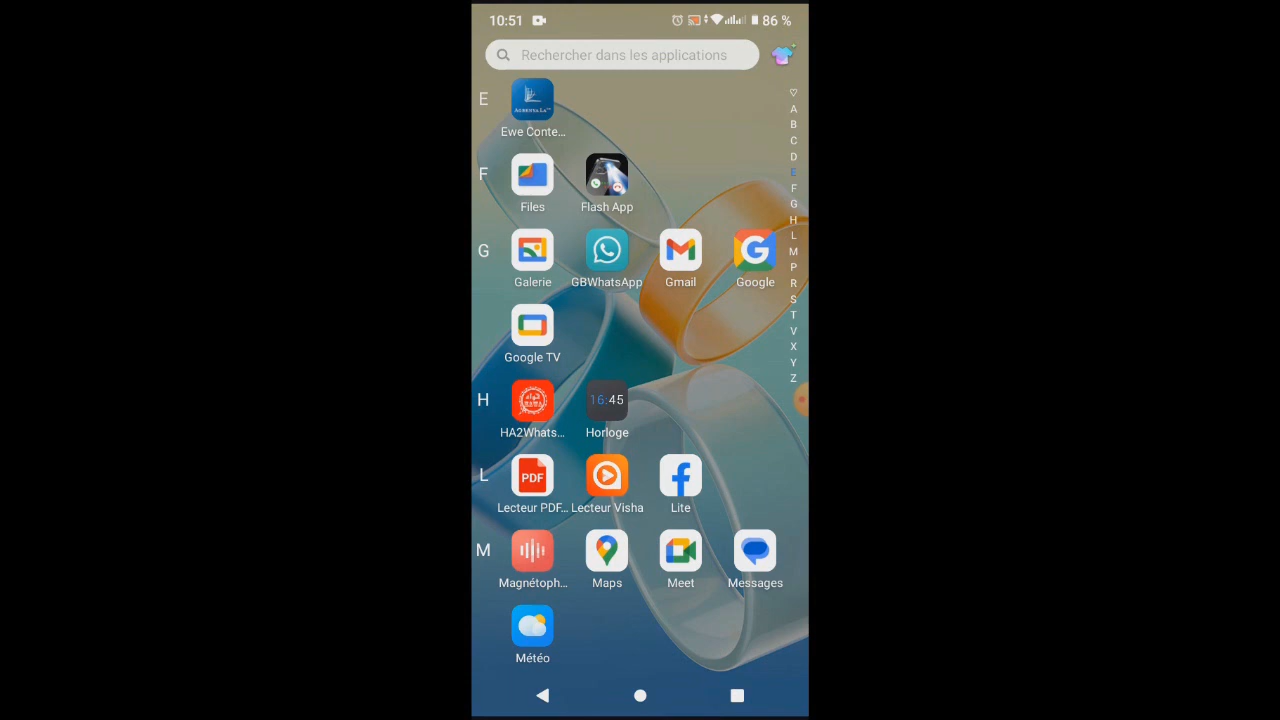 10:51 86 %
Rechercher dans les applications
E
Ewe Conte...
F
Files Flash App
G
Galerie GBWhatsApp Gmail Google
Google TV
H
16:45
HA2Whats... Horloge
L
PDF
Lecteur PDF... Lecteur Visha Lite
M
Magnétoph... Maps Meet Messages
Météo
A
B
C
D
E
F
G
H
L
M
P
R
S
T
V
X
Y
Z